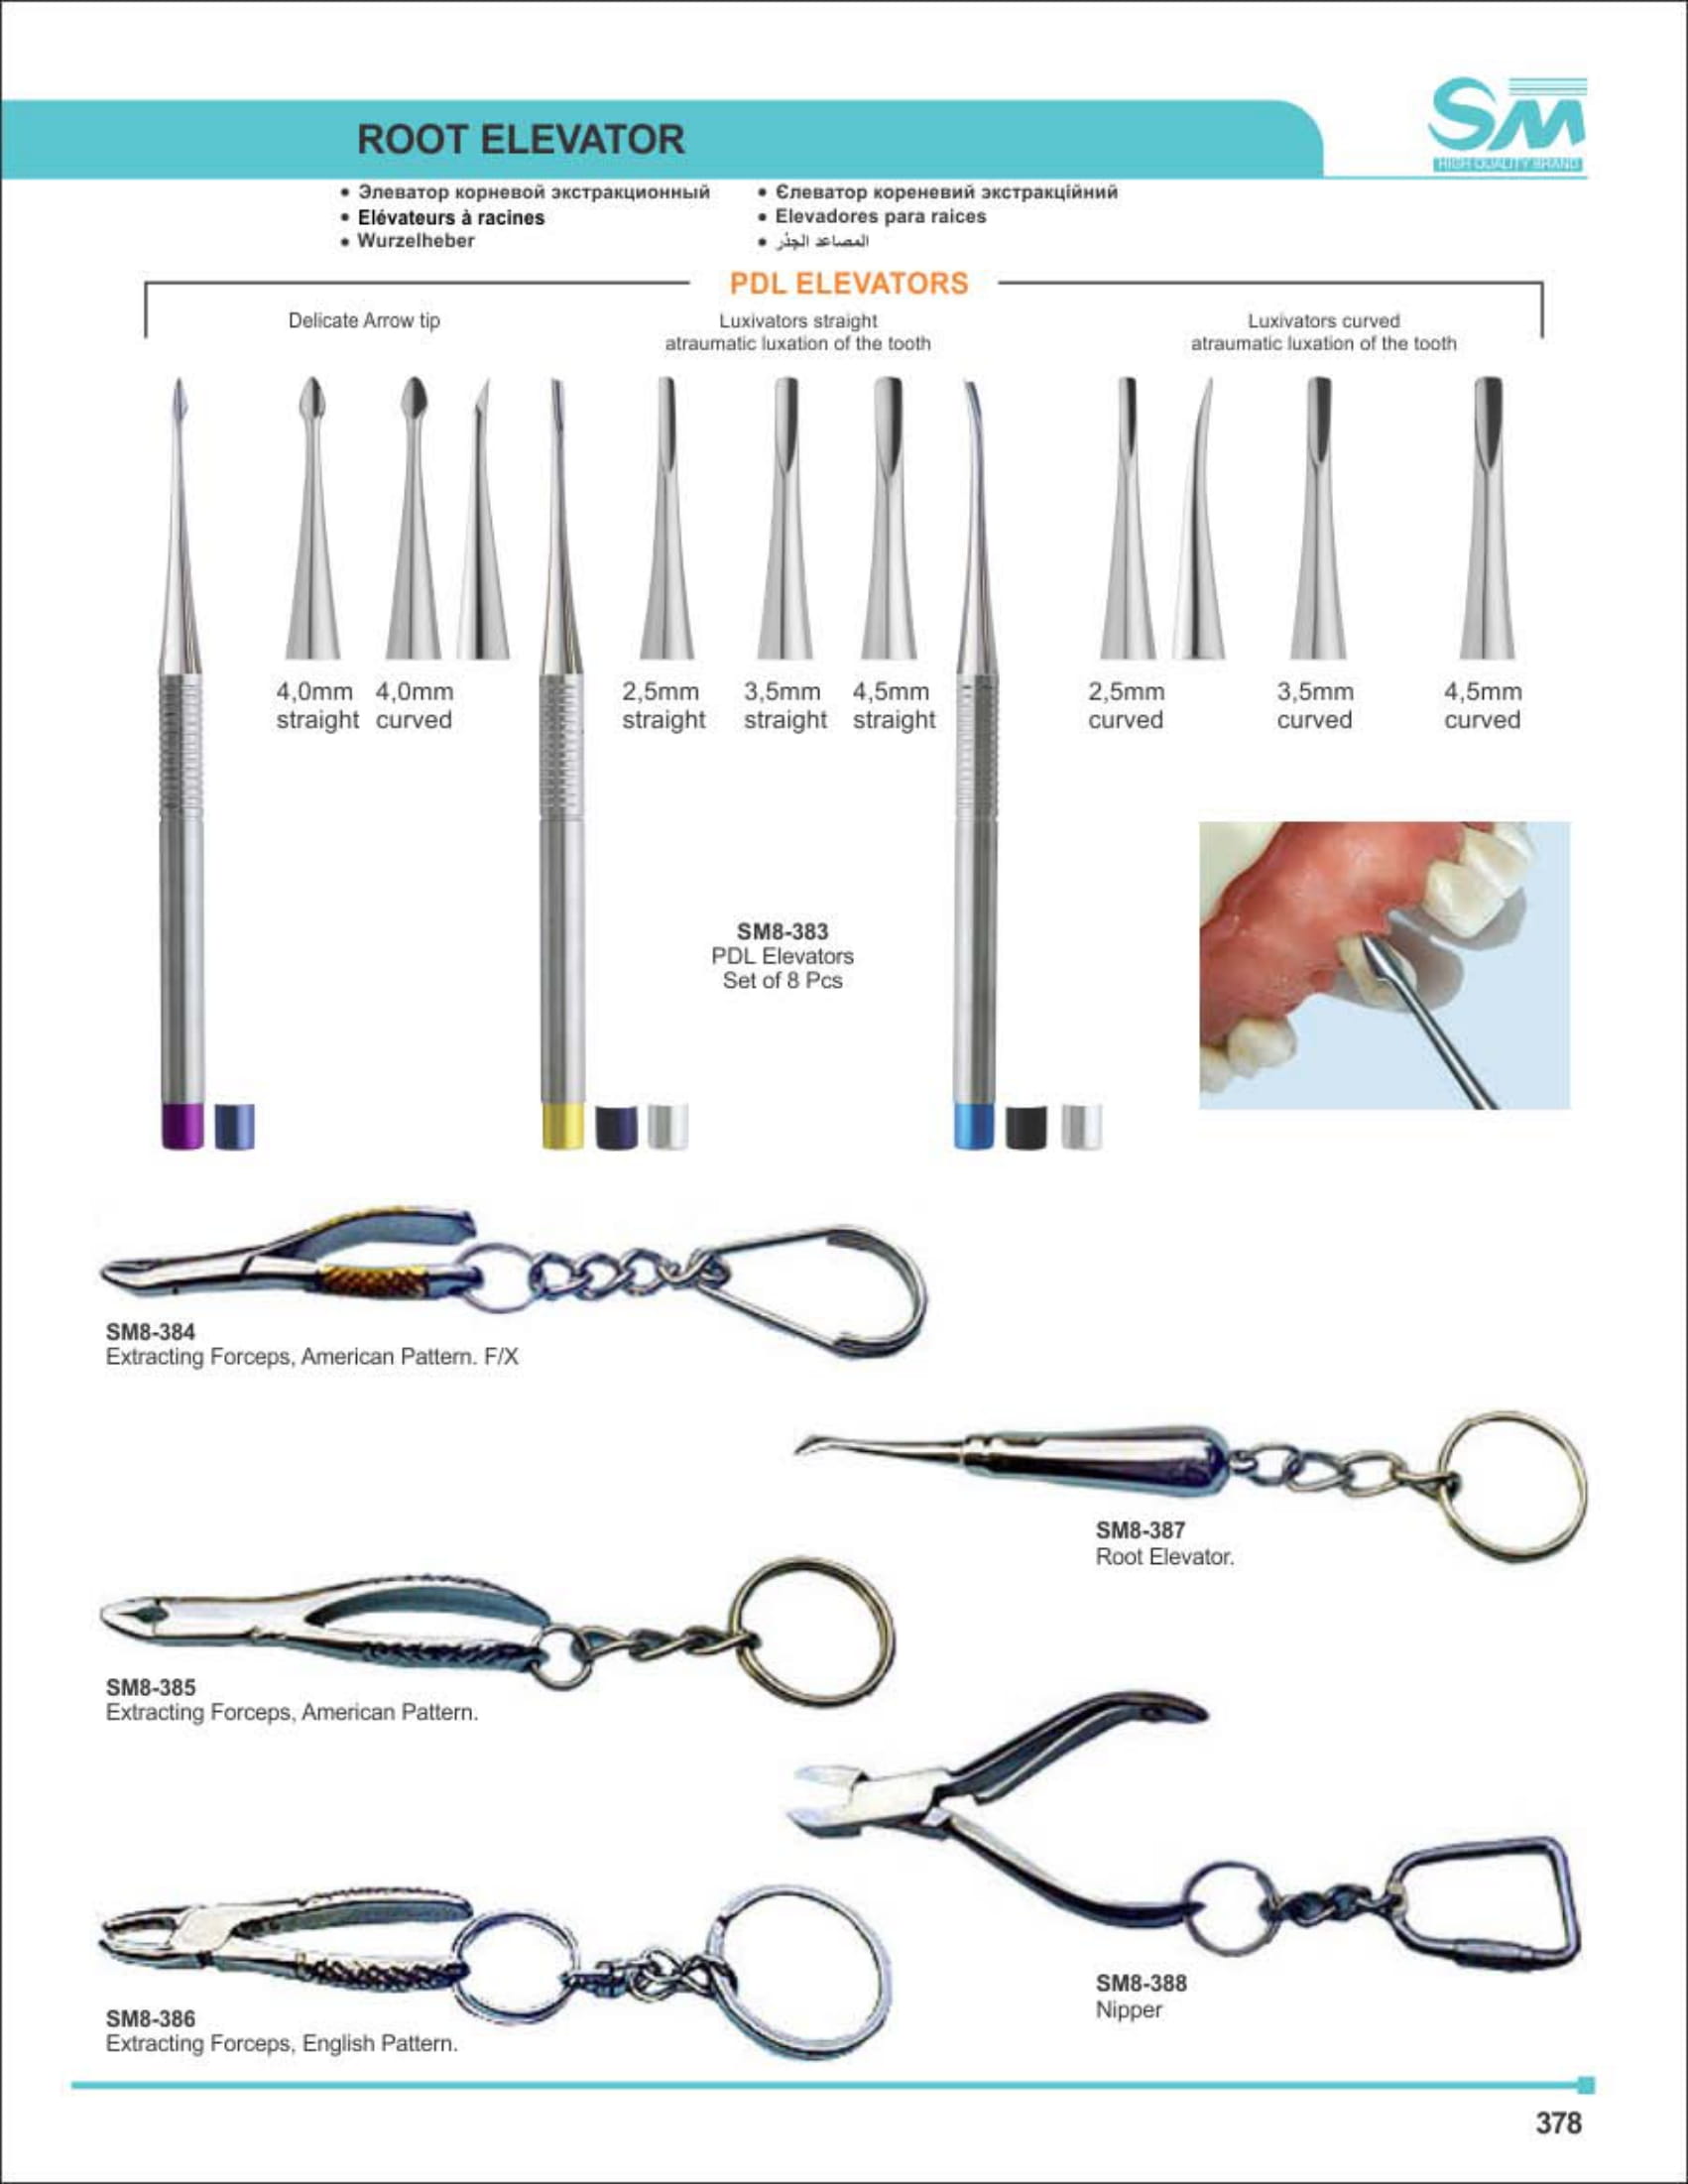 SM
HIGH QUALITY BRAND
ROOT ELEVATOR
• Элеватор корневой экстракционный
• Elévateurs à racines
• Wurzelheber
• Єлеватор кореневий экстракційний
• Elevadores para raices
• المصاعد الجذر
PDL ELEVATORS
Delicate Arrow tip
Luxivators straight
atraumatic luxation of the tooth
Luxivators curved
atraumatic luxation of the tooth
4,0mm straight
4,0mm curved
2,5mm straight
3,5mm straight
4,5mm straight
2,5mm curved
3,5mm curved
4,5mm curved
SM8-383
PDL Elevators
Set of 8 Pcs
SM8-384
Extracting Forceps, American Pattern. F/X
SM8-387
Root Elevator.
SM8-385
Extracting Forceps, American Pattern.
SM8-388
Nipper
SM8-386
Extracting Forceps, English Pattern.
378